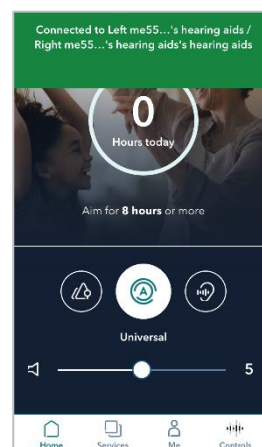 Connected to Left me55...'s hearing aids /
Right me55...'s hearing aids's hearing aids
0
Hours today
Aim for 8 hours or more
A
Universal
5
Home Services Me Controls